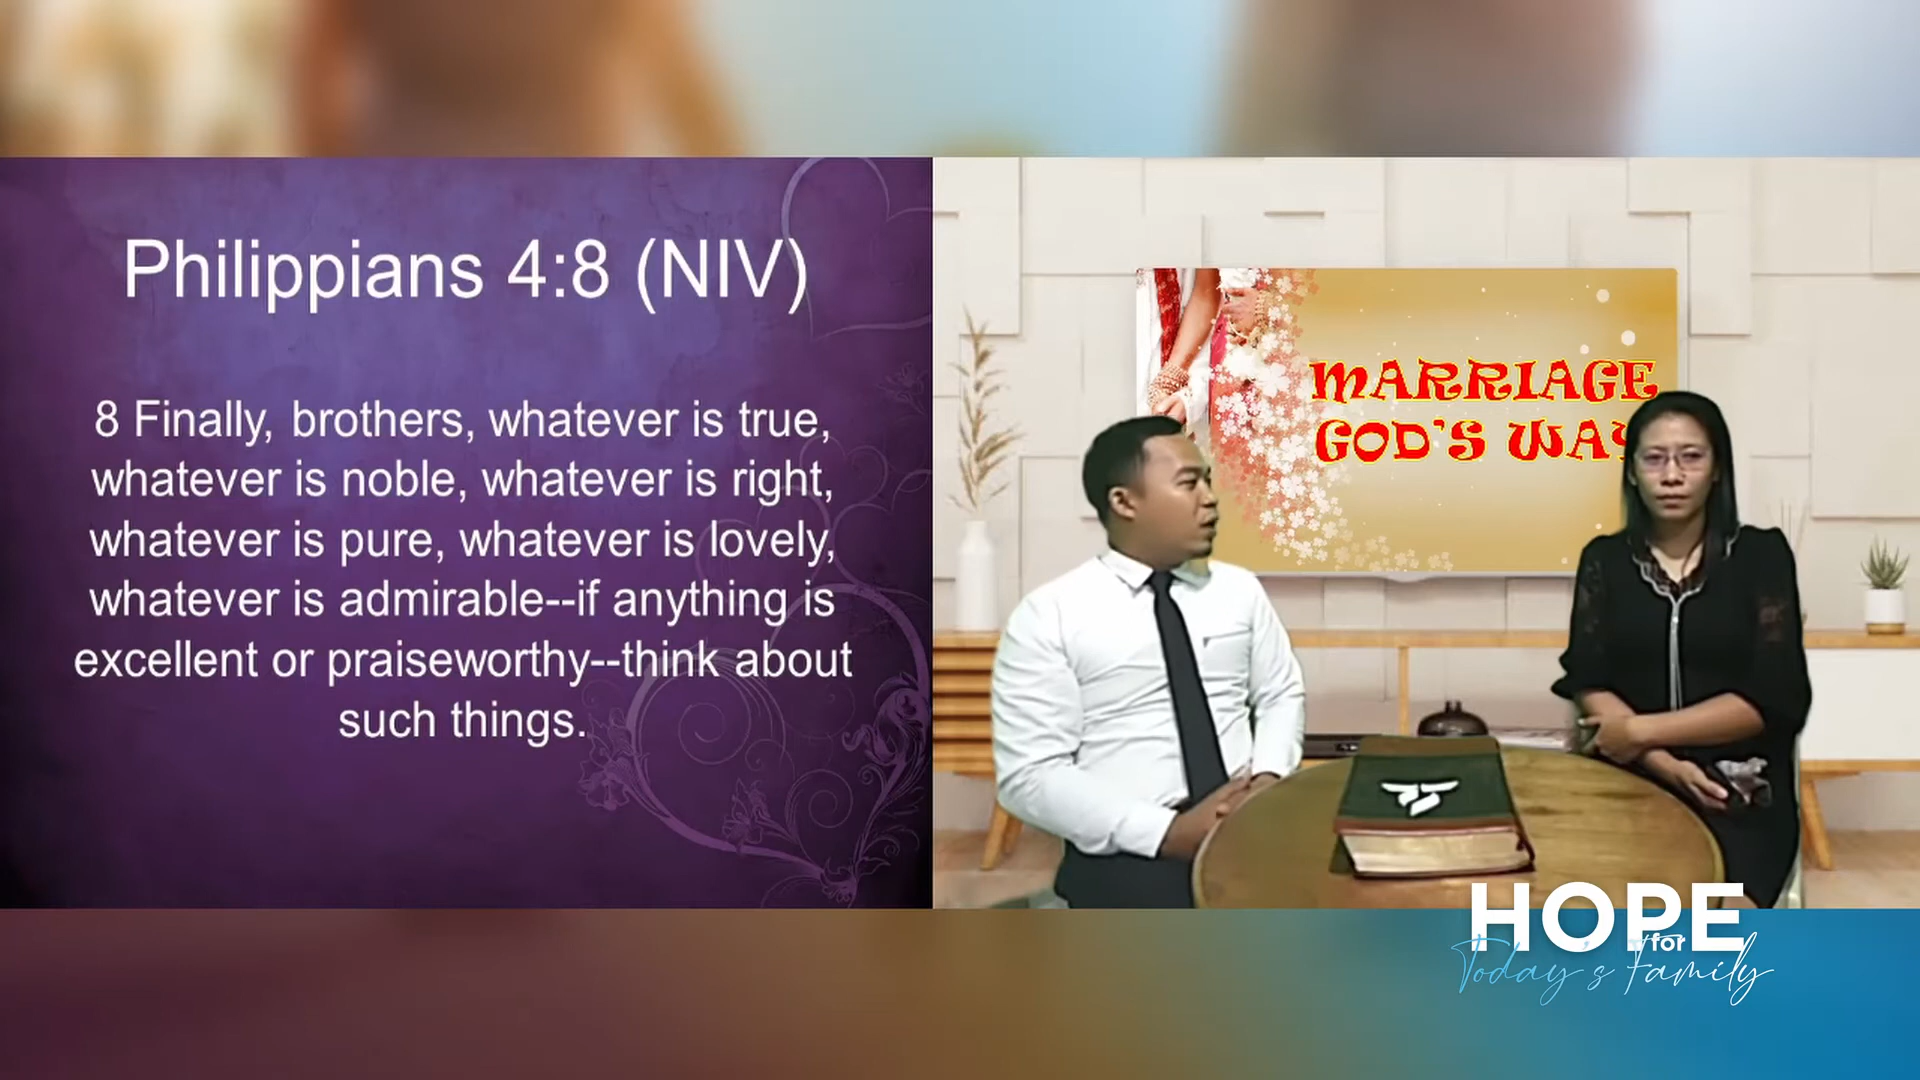 Philippians 4:8 (NIV)
8 Finally, brothers, whatever is true,
whatever is noble, whatever is right,
whatever is pure, whatever is lovely,
whatever is admirable--if anything is
excellent or praiseworthy--think about
such things.
MARRIAGE
GOD'S WAY
HOPE
for
Today's Family